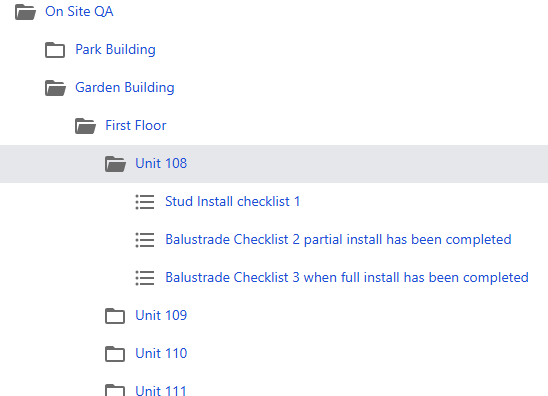 On Site QA
Park Building
Garden Building
First Floor
Unit 108
Stud Install checklist 1
Balustrade Checklist 2 partial install has been completed
Balustrade Checklist 3 when full install has been completed
Unit 109
Unit 110
Unit 111